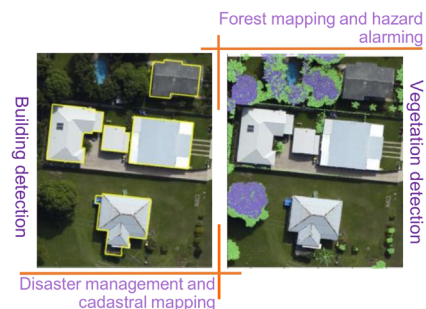 Forest mapping and hazard
alarming
Building detection
Vegetation detection
Disaster management and
cadastral mapping